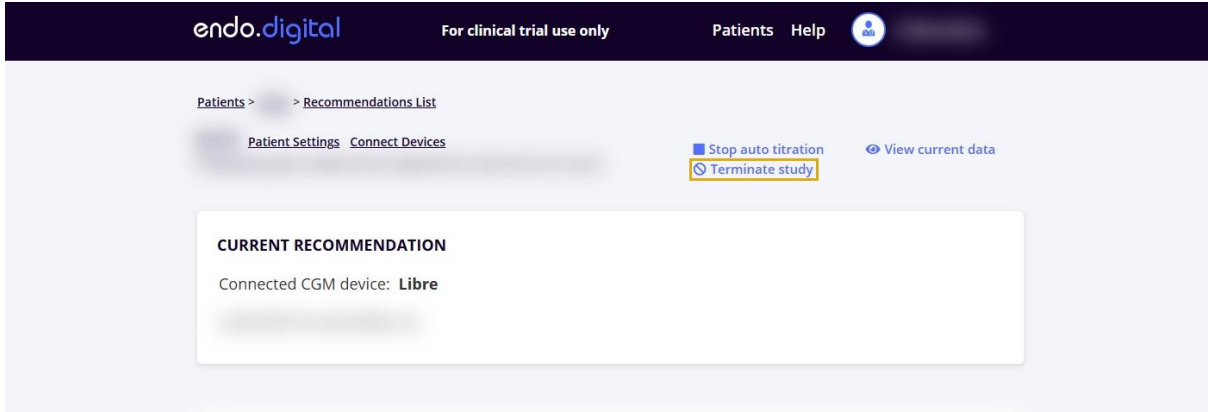 endo.digital For clinical trial use only Patients Help
Patients > > Recommendations List
Patient Settings Connect Devices
Stop auto titration View current data
Terminate study
CURRENT RECOMMENDATION
Connected CGM device: Libre